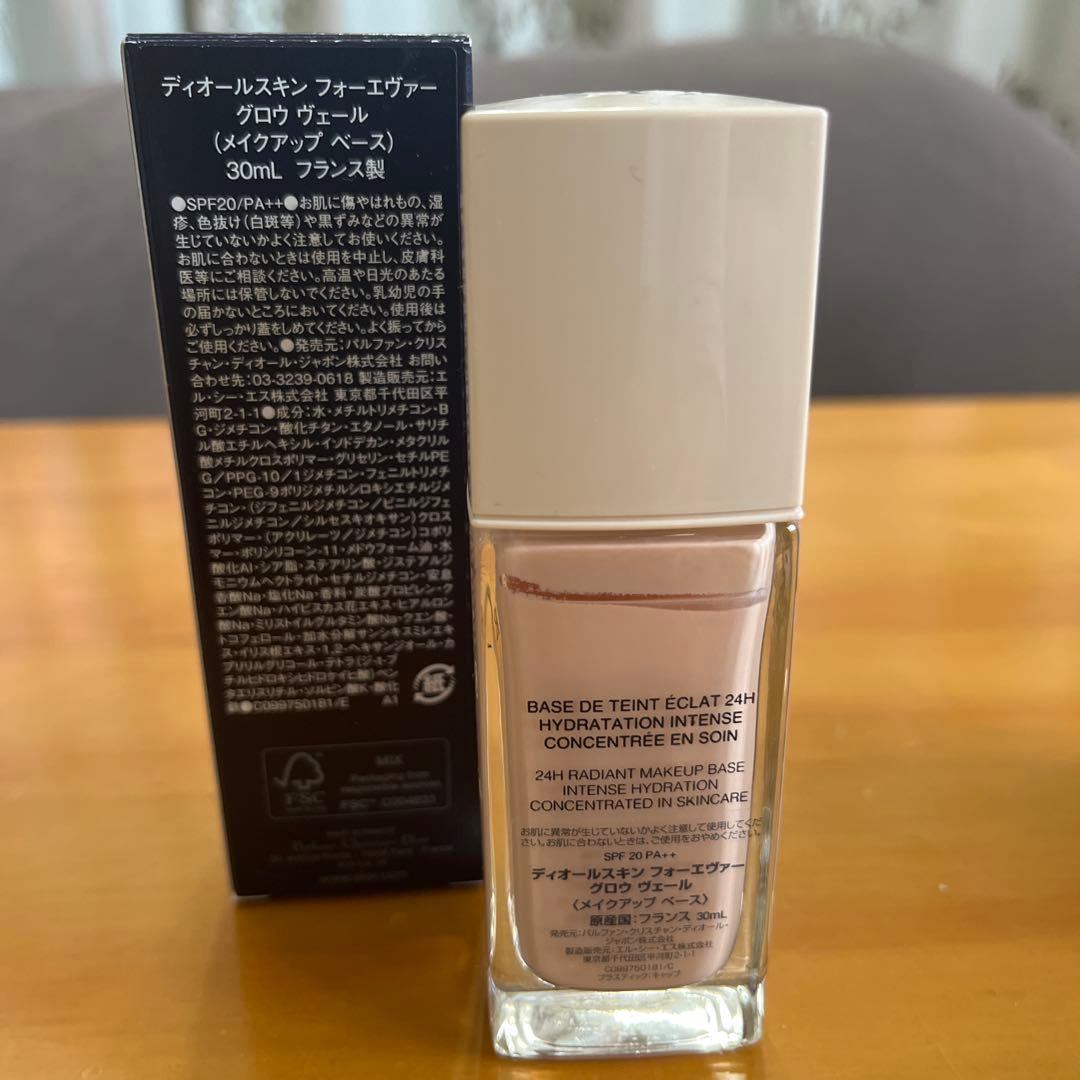 ディオールスキン フォーエヴァー
グロウ ヴェール
(メイクアップ ベース)
30mL フランス製
●SPF20/PA++●お肌に傷やはれもの、湿
疹、色抜け(白斑等)や黒ずみなどの異常が
生じていないかよく注意してお使いください。
お肌に合わないときは使用を中止し、皮膚科
医等にご相談ください。高温や日光のあたる
場所には保管しないでください。乳幼児の手
の届かないところにおいてください。使用後は
必ずしっかり蓋をしめてください。よく振ってから
ご使用ください。●発売元:パルファン・クリス
チャン・ディオール・ジャポン株式会社 お問い
合わせ先:03-3239-0618 製造販売元:エ
ル・シー・エス株式会社 東京都千代田区平
河町2-1-1●成分:水・メチルトリメチコン・B
G・ジメチコン・酸化チタン・エタノール・サリチ
ル酸エチルヘキシル・イソドデカン・メタクリル
酸メチルクロスポリマー・グリセリン・セチルPE
G/PPG-10/1ジメチコン・フェニルトリメチ
コン・PEG-9ポリジメチルシロキシエチルジメ
チコン・(ジフェニルジメチコン/ビニルジフェ
ニルジメチコン/シルセスキオキサン)クロス
ポリマー・(アクリレーツ/ジメチコン)コポリ
マー・ポリシリコーン-11・メドウフォーム油・水
酸化Al・シア脂・ステアリン酸・ジステアルジ
モニウムヘクトライト・セチルジメチコン・安息
香酸Na・塩化Na・香料・炭酸プロピレン・ク
エン酸Na・ハイビスカス花エキス・ヒアルロン
酸Na・ミリストイルグルタミン酸Na・クエン酸・
トコフェロール・加水分解サンシキスミレエキ
ス・イリス根エキス・1,2-ヘキサンジオール・カ
プリリルグリコール・テトラ(ジ-t-ブ
チルヒドロキシヒドロケイヒ酸)ペン
タエリスリチル・ソルビン酸K・酸化
鉄●C099750181/E A1
紙
MIX
Packaging from
FSC
BASE DE TEINT ÉCLAT 24H
HYDRATATION INTENSE
CONCENTRÉE EN SOIN
24H RADIANT MAKEUP BASE
INTENSE HYDRATION
CONCENTRATED IN SKINCARE
お肌に異常が生じていないかよく注意して使用してくだ
さい。お肌に合わないときは、ご使用をおやめください。
SPF 20 PA++
ディオールスキン フォーエヴァー
グロウ ヴェール
〈メイクアップ ベース〉
原産国:フランス 30mL
発売元:パルファン・クリスチャン・ディオール・
ジャポン株式会社
製造販売元:エル・シー・エス株式会社
東京都千代田区平河町2-1-1
C099750181/C
プラスティック:キャップ